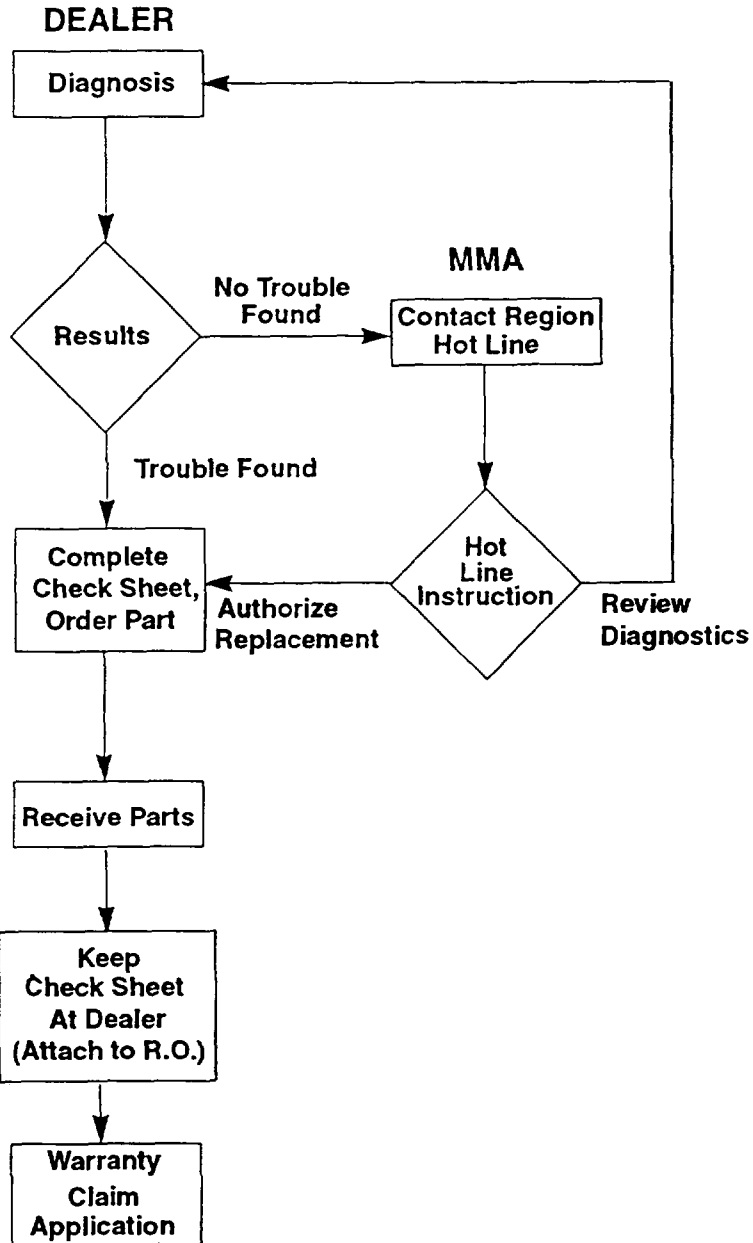 DEALER
Diagnosis
MMA
No Trouble
Found
Results
Contact Region
Hot Line
Trouble Found
Complete
Check Sheet,
Order Part
Hot
Line
Instruction
Authorize
Replacement
Review
Diagnostics
Receive Parts
Keep
Check Sheet
At Dealer
(Attach to R.O.)
Warranty
Claim
Application